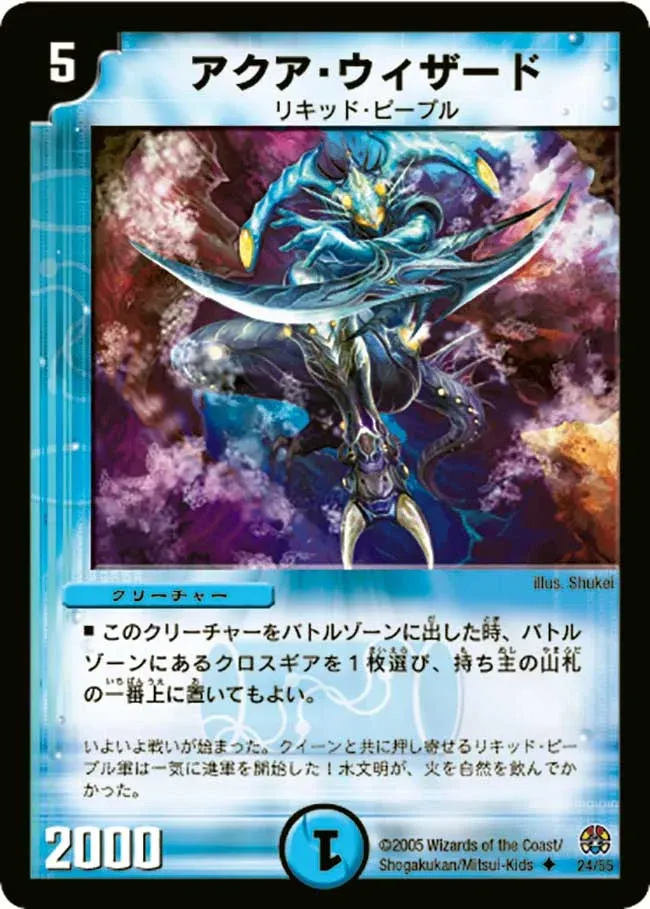 5
アクア・ウィザード
リキッド・ピープル
illus. Shukei
クリーチャー
■ このクリーチャーをバトルゾーンに出した時、バトル
ゾーンにあるクロスギアを1枚選び、持ち主の山札
の一番上に置いてもよい。
いよいよ戦いが始まった。クイーンと共に押し寄せるリキッド・ピー
プル軍は一気に進軍を開始した！水文明が、火を自然を飲んでか
かった。
2000
1
©2005 Wizards of the Coast/
Shogakukan/Mitsui-Kids
24/55